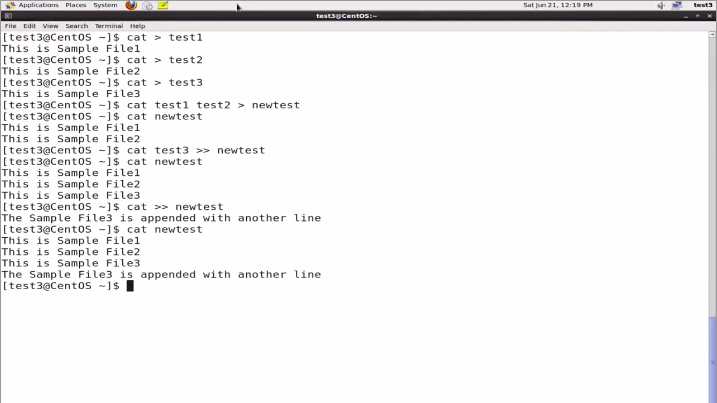 Applications Places System Sat Jun 21, 12:19 PM test3
test3@CentOS:~
File Edit View Search Terminal Help
[test3@CentOS ~]$ cat > test1
This is Sample File1
[test3@CentOS ~]$ cat > test2
This is Sample File2
[test3@CentOS ~]$ cat > test3
This is Sample File3
[test3@CentOS ~]$ cat test1 test2 > newtest
[test3@CentOS ~]$ cat newtest
This is Sample File1
This is Sample File2
[test3@CentOS ~]$ cat test3 >> newtest
[test3@CentOS ~]$ cat newtest
This is Sample File1
This is Sample File2
This is Sample File3
[test3@CentOS ~]$ cat >> newtest
The Sample File3 is appended with another line
[test3@CentOS ~]$ cat newtest
This is Sample File1
This is Sample File2
This is Sample File3
The Sample File3 is appended with another line
[test3@CentOS ~]$